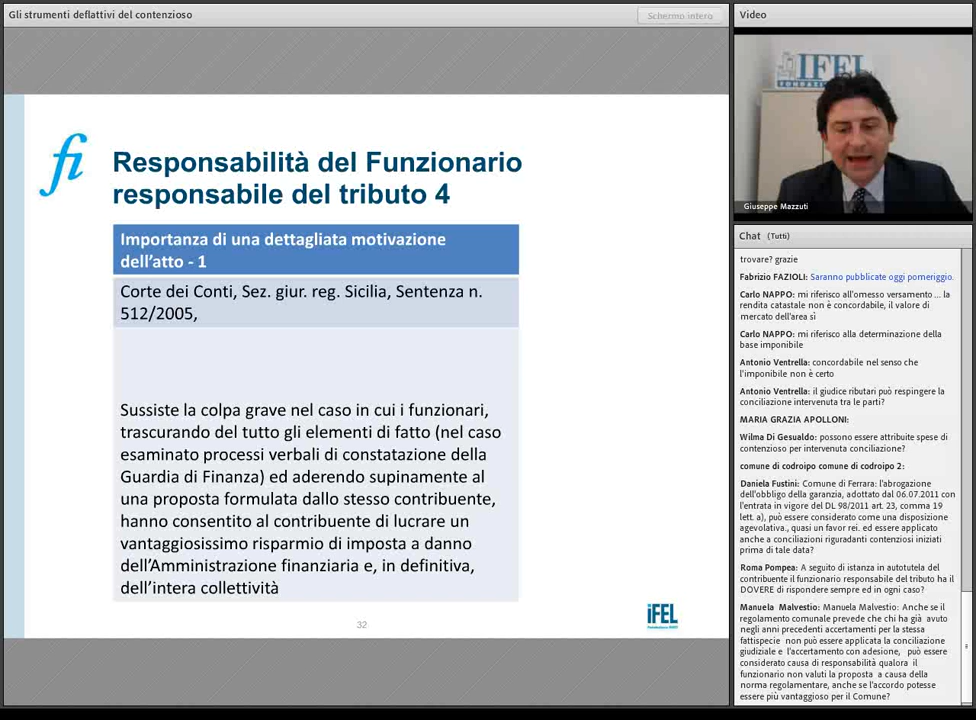 Gli strumenti deflattivi del contenzioso
Schermo intero
fi
Responsabilità del Funzionario
responsabile del tributo 4
Importanza di una dettagliata motivazione
dell'atto - 1
Corte dei Conti, Sez. giur. reg. Sicilia, Sentenza n.
512/2005,
Sussiste la colpa grave nel caso in cui i funzionari,
trascurando del tutto gli elementi di fatto (nel caso
esaminato processi verbali di constatazione della
Guardia di Finanza) ed aderendo supinamente al
una proposta formulata dallo stesso contribuente,
hanno consentito al contribuente di lucrare un
vantaggiosissimo risparmio di imposta a danno
dell'Amministrazione finanziaria e, in definitiva,
dell'intera collettività
32
iFEL
Video
IFEL
Giuseppe Mazzuti
Chat (Tutti)
trovare? grazie
Fabrizio FAZIOLI: Saranno pubblicate oggi pomeriggio.
Carlo NAPPO: mi riferisco all'omesso versamento ... la
rendita catastale non è concordabile, il valore di
mercato dell'area sì
Carlo NAPPO: mi riferisco alla determinazione della
base imponibile
Antonio Ventrella: concordabile nel senso che
l'imponibile non è certo
Antonio Ventrella: il giudice ributari può respingere la
conciliazione intervenuta tra le parti?
MARIA GRAZIA APOLLONI:
Wilma Di Gesualdo: possono essere attribuite spese di
contenzioso per intervenuta conciliazione?
comune di codroipo comune di codroipo 2:
Daniela Fustini: Comune di Ferrara: l'abrogazione
dell'obbligo della garanzia, adottato dal 06.07.2011 con
l'entrata in vigore del DL 98/2011 art. 23, comma 19
lett. a), può essere considerato come una disposizione
agevolativa., quasi un favor rei. ed essere applicato
anche a conciliazioni riguardanti contenziosi iniziati
prima di tale data?
Roma Pompea: A seguito di istanza in autotutela del
contribuente il funzionario responsabile del tributo ha il
DOVERE di rispondere sempre ed in ogni caso?
Manuela Malvestio: Manuela Malvestio: Anche se il
regolamento comunale prevede che chi ha già avuto
negli anni precedenti accertamenti per la stessa
fattispecie non può essere applicata la conciliazione
giudiziale e l'accertamento con adesione, può essere
considerato causa di responsabilità qualora il
funzionario non valuti la proposta a causa della
norma regolamentare, anche se l'accordo potesse
essere più vantaggioso per il Comune?